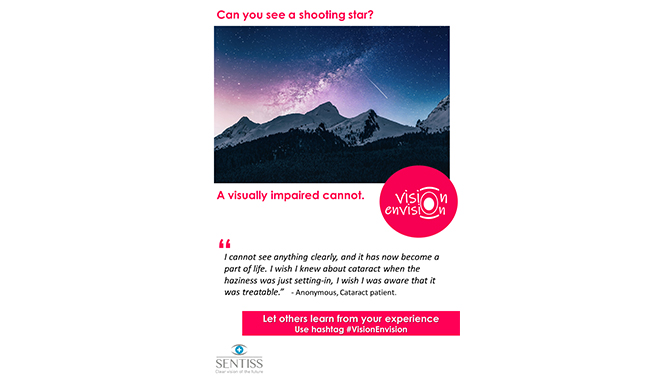 Can you see a shooting star?
A visually impaired cannot.
vision
envision
“
I cannot see anything clearly, and it has now become a
part of life. I wish I knew about cataract when the
haziness was just setting-in, I wish I was aware that it
was treatable.” - Anonymous, Cataract patient.
Let others learn from your experience
Use hashtag #VisionEnvision
SENTISS
Clear vision of the future